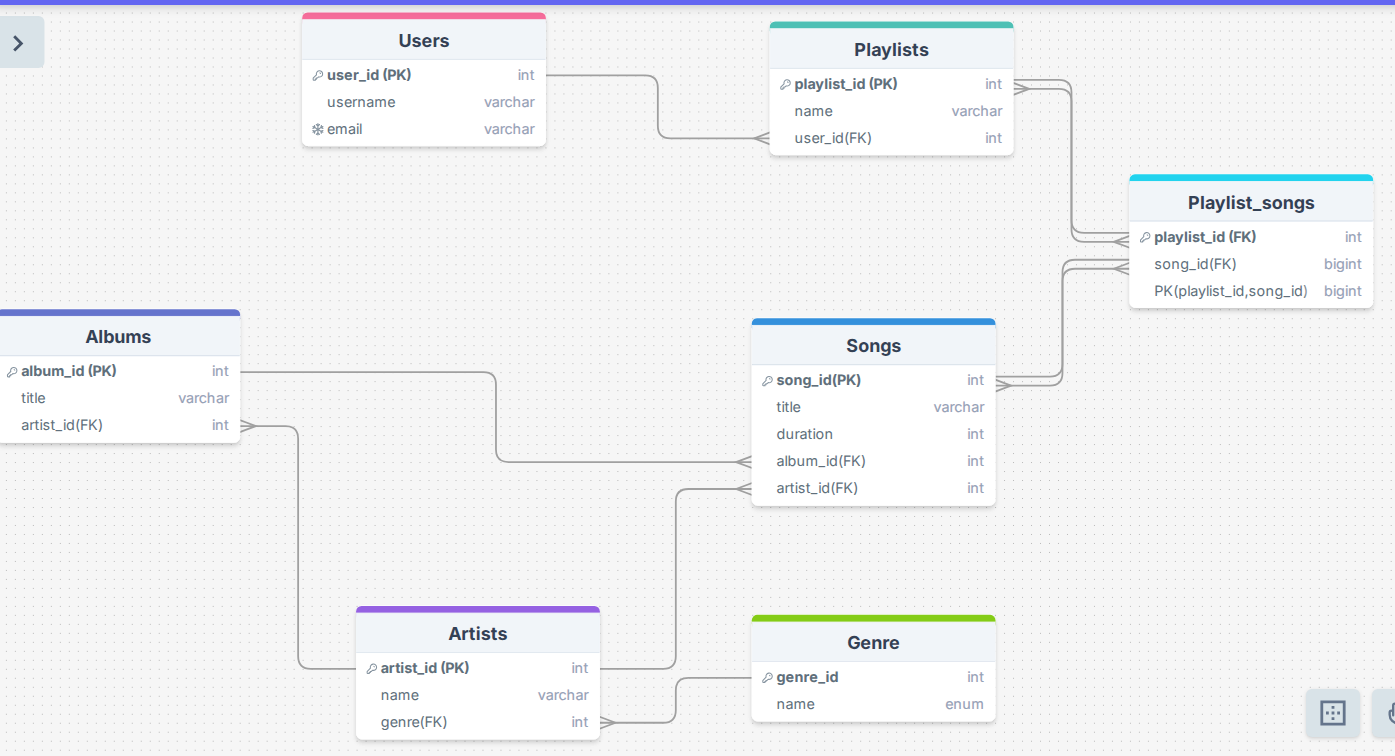 Users
user_id (PK) int
username varchar
email varchar
Playlists
playlist_id (PK) int
name varchar
user_id(FK) int
Playlist_songs
playlist_id (FK) int
song_id(FK) bigint
PK(playlist_id,song_id) bigint
Albums
album_id (PK) int
title varchar
artist_id(FK) int
Songs
song_id(PK) int
title varchar
duration int
album_id(FK) int
artist_id(FK) int
Artists
artist_id (PK) int
name varchar
genre(FK) int
Genre
genre_id int
name enum